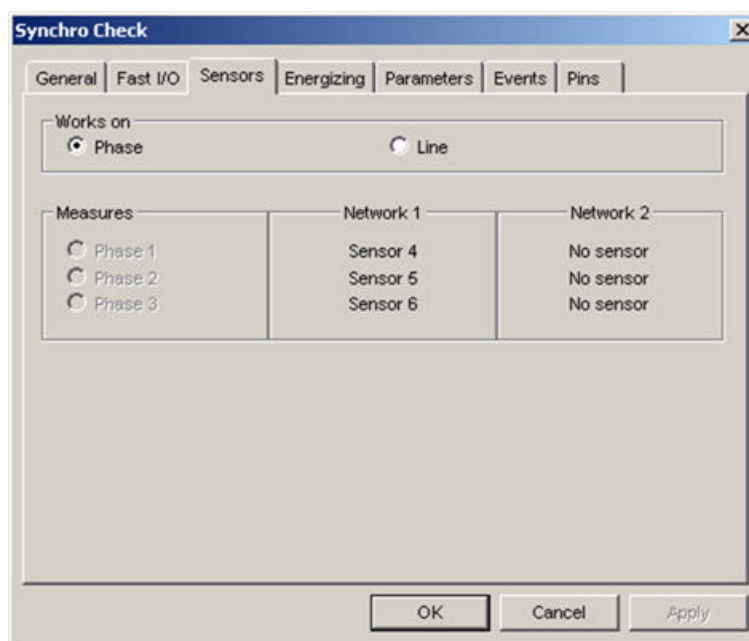 Synchro Check
General Fast I/O Sensors Energizing Parameters Events Pins
Works on
Phase Line
Measures Network 1 Network 2
Phase 1 Sensor 4 No sensor
Phase 2 Sensor 5 No sensor
Phase 3 Sensor 6 No sensor
OK Cancel Apply